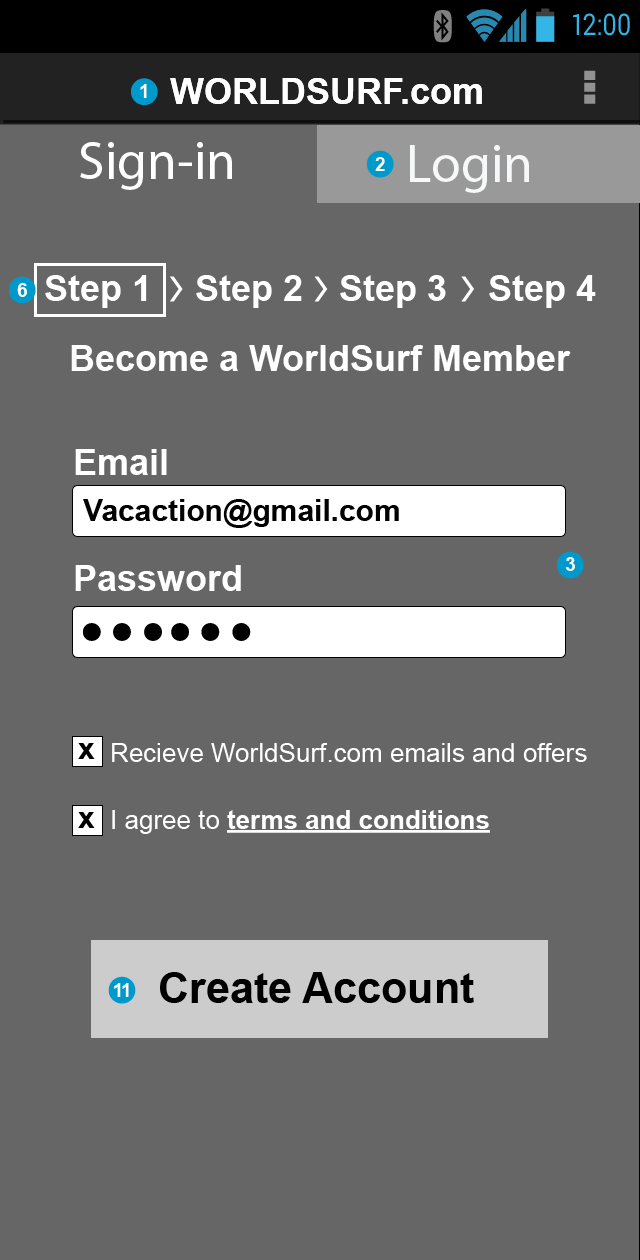 12:00
1 WORLDSURF.com
Sign-in 2 Login
6 Step 1 > Step 2 > Step 3 > Step 4
Become a WorldSurf Member
Email
Vacaction@gmail.com
Password 3
●●●●●●
X Recieve WorldSurf.com emails and offers
X I agree to terms and conditions
11 Create Account